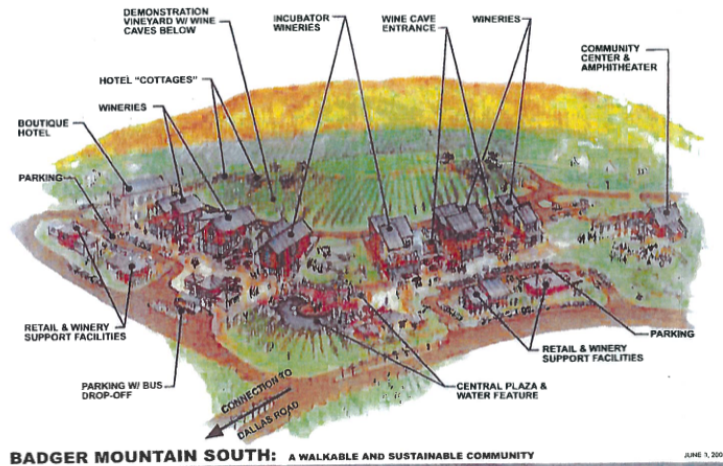 DEMONSTRATION
VINEYARD W/ WINE
CAVES BELOW
INCUBATOR
WINERIES
WINE CAVE
ENTRANCE
WINERIES
COMMUNITY
CENTER &
AMPHITHEATER
HOTEL "COTTAGES"
WINERIES
BOUTIQUE
HOTEL
PARKING
RETAIL & WINERY
SUPPORT FACILITIES
PARKING W/ BUS
DROP-OFF
CONNECTION TO
DALLAS ROAD
CENTRAL PLAZA &
WATER FEATURE
RETAIL & WINERY
SUPPORT FACILITIES
PARKING
BADGER MOUNTAIN SOUTH: A WALKABLE AND SUSTAINABLE COMMUNITY
JUNE